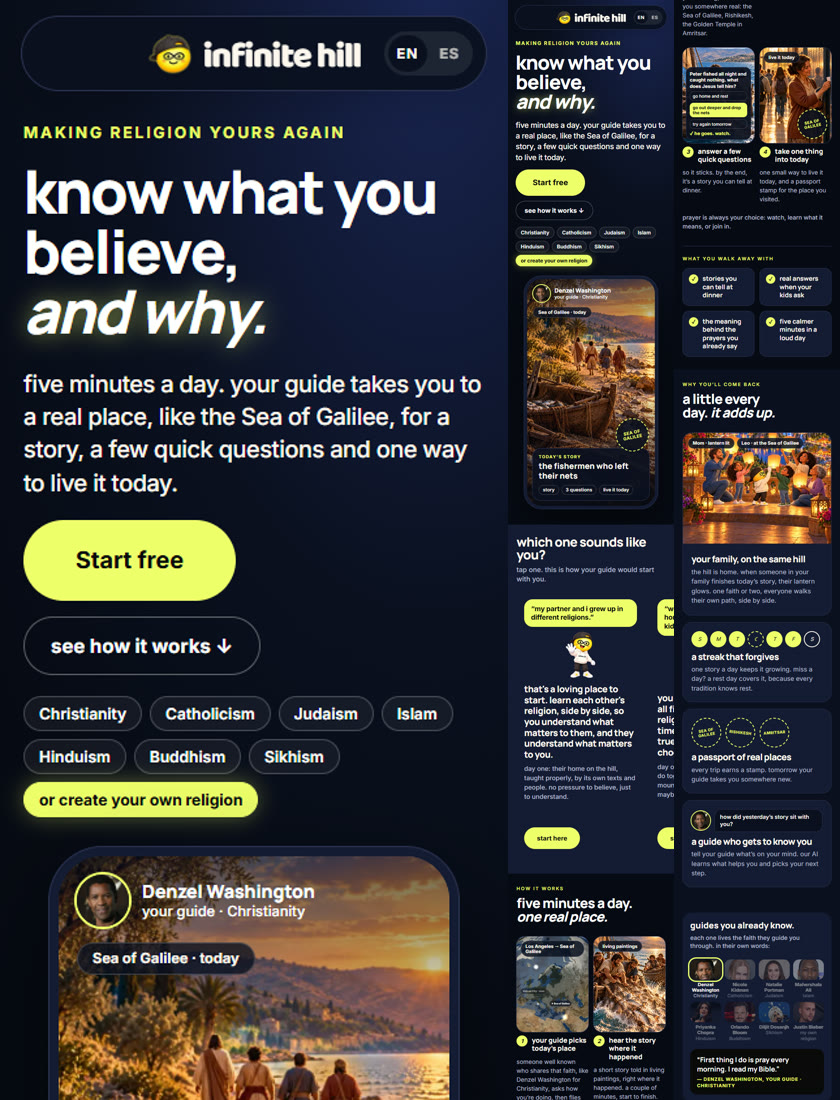 infinite hill
EN ES
MAKING RELIGION YOURS AGAIN
know what you
believe,
and why.
five minutes a day. your guide takes you to
a real place, like the Sea of Galilee, for a
story, a few quick questions and one way
to live it today.
Start free
see how it works ↓
Christianity Catholicism Judaism Islam
Hinduism Buddhism Sikhism
or create your own religion
Denzel Washington
your guide · Christianity
Sea of Galilee · today
infinite hill
EN ES
MAKING RELIGION YOURS AGAIN
know what you
believe,
and why.
five minutes a day. your guide takes you to
a real place, like the Sea of Galilee, for a
story, a few quick questions and one way
to live it today.
Start free
see how it works ↓
Christianity Catholicism Judaism Islam
Hinduism Buddhism Sikhism
or create your own religion
Denzel Washington
your guide · Christianity
Sea of Galilee · today
SEA OF
GALILEE
TODAY'S STORY
the fishermen who left
their nets
story 3 questions live it today
which one sounds like
you?
tap one. this is how your guide would start
with you.
"my partner and i grew up in
different religions."
that's a loving place to
start. learn each other's
religion, side by side, so
you understand what
matters to them, and they
understand what matters
to you.
day one: their home on the hill,
taught properly, by its own texts and
people. no pressure to believe, just
to understand.
start here
HOW IT WORKS
five minutes a day.
one real place.
Los Angeles — Sea of
Galilee
living paintings
1 your guide picks
today's place
someone well known
who shares that faith, like
Denzel Washington for
Christianity, asks how
you're doing, then flies
2 hear the story
where it
happened
a short story told in living
paintings, right where it
happened. a couple of
minutes, start to finish.
you somewhere real: the
Sea of Galilee, Rishikesh,
the Golden Temple in
Amritsar.
Peter fished all night and
caught nothing. what
does Jesus tell him?
go home and rest
go out deeper and drop
the nets
try again tomorrow
✓ he goes. watch.
live it today
SEA OF
GALILEE
3 answer a few
quick questions
so it sticks. by the end,
it's a story you can tell at
dinner.
4 take one thing
into today
one small way to live it
today, and a passport
stamp for the place you
visited.
prayer is always your choice: watch, learn what it
means, or join in.
WHAT YOU WALK AWAY WITH
stories you
can tell at
dinner
real answers
when your
kids ask
the meaning
behind the
prayers you
already say
five calmer
minutes in a
loud day
WHY YOU'LL COME BACK
a little every
day. it adds up.
Mom · lantern lit Leo · at the Sea of Galilee
your family, on the same hill
the hill is home. when someone in your
family finishes today's story, their lantern
glows. one faith or two, everyone walks
their own path, side by side.
S M T T F S
a streak that forgives
one story a day keeps it growing. miss a
day? a rest day covers it, because every
tradition knows rest.
SEA OF
GALILEE
RISHIKESH
AMRITSAR
a passport of real places
every trip earns a stamp. tomorrow your
guide takes you somewhere new.
how did yesterday's story sit with
you?
a guide who gets to know you
tell your guide what's on your mind. our AI
learns what helps you and picks your next
step.
guides you already know.
each one lives the faith they guide you
through. in their own words:
Denzel
Washington
Christianity
Nicole
Kidman
Catholicism
Natalie
Portman
Judaism
Mahershala
Ali
Islam
Priyanka
Chopra
Hinduism
Orlando
Bloom
Buddhism
Diljit Dosanjh
Sikhism
Justin Bieber
my own
religion
"First thing I do is pray every
morning. I read my Bible."
— DENZEL WASHINGTON, YOUR GUIDE ·
CHRISTIANITY